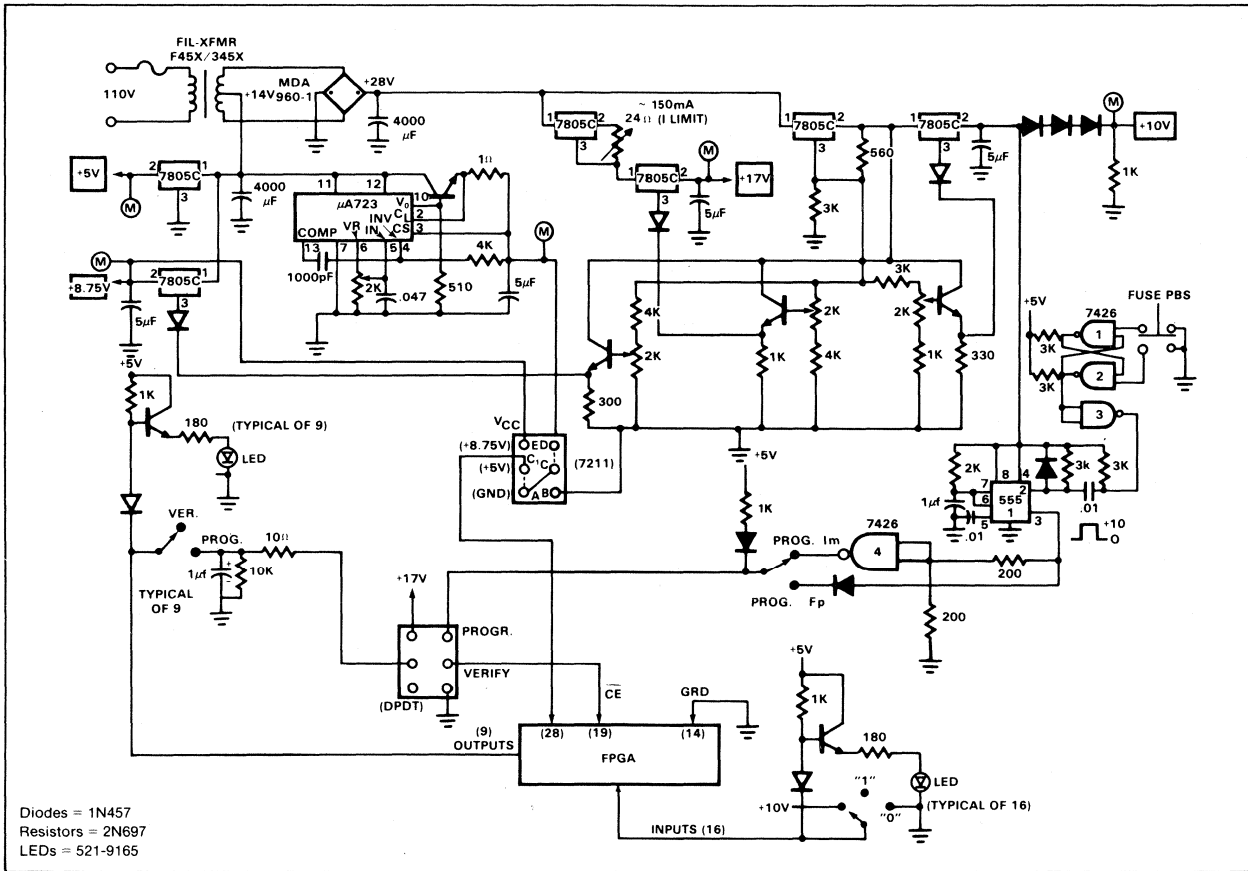 FIL-XFMR
F45X/345X
110V
+14V
MDA
960-1
+28V
4000
μF
~ 150mA
24Ω (I LIMIT)
1 7805C 2
3
1 7805C 2
3
M
+17V
5μF
1 7805C 2
3
560
3K
1 7805C 2
3
5μF
M
+10V
1K
+5V
M
2 7805C 1
3
4000
μF
11 12
μA723
V0 10
CL 2
CS 3
INV
IN
VR
COMP
13 7 6 5 4
1Ω
1000pF
2K
.047
510
4K
5μF
M
M
+8.75V
2 7805C 1
3
5μF
4K
2K
300
2K
1K
4K
3K
2K
1K
330
+5V
3K
3K
7426
1
2
3
FUSE PBS
+5V
1K
180
(TYPICAL OF 9)
LED
VCC
(+8.75V)
(+5V)
(GND)
E D
C¹ C
A B
(7211)
+5V
1K
2K
1μf
.01
7 8 4
6 555 2
5 1 3
3k
3K
.01
+10
0
VER.
PROG.
10Ω
1μf
+
-
10K
TYPICAL
OF 9
PROG. Im
7426
4
PROG. Fp
200
200
+17V
PROGR.
VERIFY
(DPDT)
CE
GRD
(9)
OUTPUTS
(28) (19) (14)
FPGA
INPUTS (16)
+5V
1K
180
LED
(TYPICAL OF 16)
"1"
+10V
"0"
Diodes = 1N457
Resistors = 2N697
LEDs = 521-9165